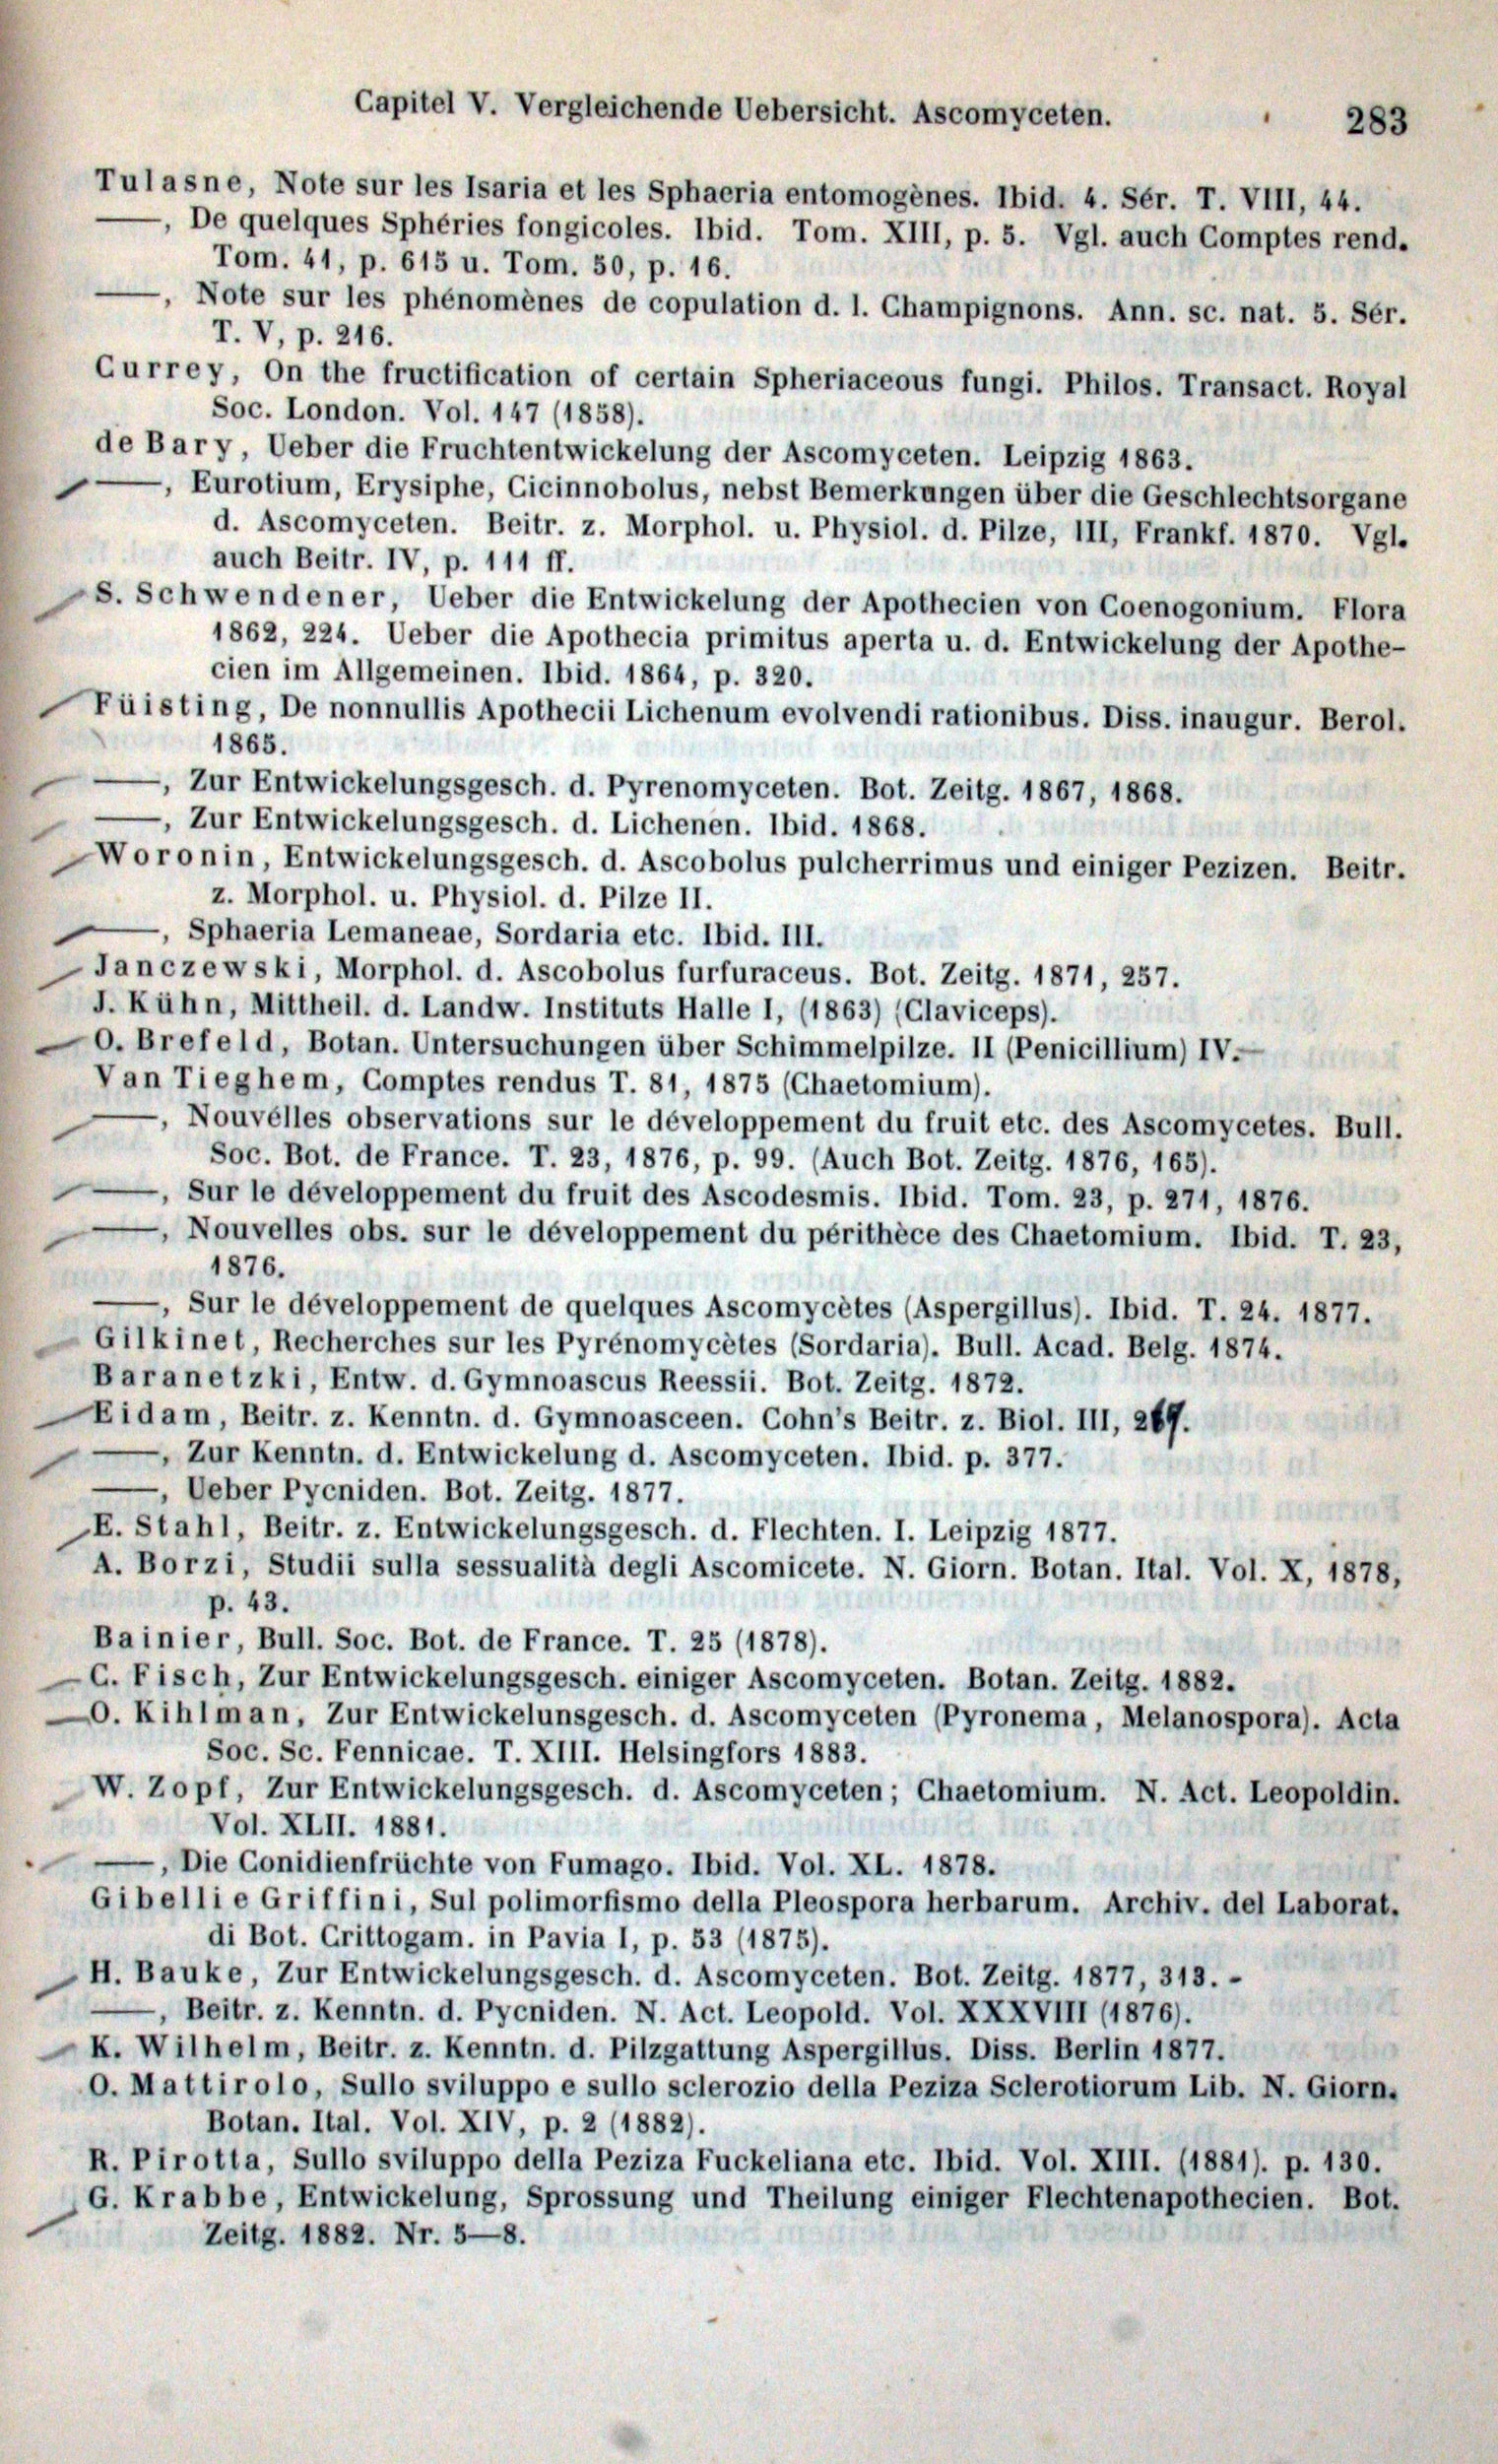 Capitel V. Vergleichende Uebersicht. Ascomyceten. 283
Tulasne, Note sur les Isaria et les Sphaeria entomogènes. Ibid. 4. Sér. T. VIII, 44.
——, De quelques Sphéries fongicoles. Ibid. Tom. XIII, p. 5. Vgl. auch Comptes rend.
Tom. 41, p. 615 u. Tom. 50, p. 16.
——, Note sur les phénomènes de copulation d. l. Champignons. Ann. sc. nat. 5. Sér.
T. V, p. 216.
Currey, On the fructification of certain Spheriaceous fungi. Philos. Transact. Royal
Soc. London. Vol. 147 (1858).
de Bary, Ueber die Fruchtentwickelung der Ascomyceten. Leipzig 1863.
——, Eurotium, Erysiphe, Cicinnobolus, nebst Bemerkungen über die Geschlechtsorgane
d. Ascomyceten. Beitr. z. Morphol. u. Physiol. d. Pilze, III, Frankf. 1870. Vgl.
auch Beitr. IV, p. 111 ff.
S. Schwendener, Ueber die Entwickelung der Apothecien von Coenogonium. Flora
1862, 224. Ueber die Apothecia primitus aperta u. d. Entwickelung der Apothe-
cien im Allgemeinen. Ibid. 1864, p. 320.
Füisting, De nonnullis Apothecii Lichenum evolvendi rationibus. Diss. inaugur. Berol.
1865.
——, Zur Entwickelungsgesch. d. Pyrenomyceten. Bot. Zeitg. 1867, 1868.
——, Zur Entwickelungsgesch. d. Lichenen. Ibid. 1868.
Woronin, Entwickelungsgesch. d. Ascobolus pulcherrimus und einiger Pezizen. Beitr.
z. Morphol. u. Physiol. d. Pilze II.
——, Sphaeria Lemaneae, Sordaria etc. Ibid. III.
Janczewski, Morphol. d. Ascobolus furfuraceus. Bot. Zeitg. 1871, 257.
J. Kühn, Mittheil. d. Landw. Instituts Halle I, (1863) (Claviceps).
O. Brefeld, Botan. Untersuchungen über Schimmelpilze. II (Penicillium) IV.
Van Tieghem, Comptes rendus T. 81, 1875 (Chaetomium).
——, Nouvélles observations sur le développement du fruit etc. des Ascomycetes. Bull.
Soc. Bot. de France. T. 23, 1876, p. 99. (Auch Bot. Zeitg. 1876, 165).
——, Sur le développement du fruit des Ascodesmis. Ibid. Tom. 23, p. 271, 1876.
——, Nouvelles obs. sur le développement du périthèce des Chaetomium. Ibid. T. 23,
1876.
——, Sur le développement de quelques Ascomycètes (Aspergillus). Ibid. T. 24. 1877.
Gilkinet, Recherches sur les Pyrénomycètes (Sordaria). Bull. Acad. Belg. 1874.
Baranetzki, Entw. d. Gymnoascus Reessii. Bot. Zeitg. 1872.
Eidam, Beitr. z. Kenntn. d. Gymnoasceen. Cohn's Beitr. z. Biol. III, 267.
——, Zur Kenntn. d. Entwickelung d. Ascomyceten. Ibid. p. 377.
——, Ueber Pycniden. Bot. Zeitg. 1877.
E. Stahl, Beitr. z. Entwickelungsgesch. d. Flechten. I. Leipzig 1877.
A. Borzi, Studii sulla sessualità degli Ascomicete. N. Giorn. Botan. Ital. Vol. X, 1878,
p. 43.
Bainier, Bull. Soc. Bot. de France. T. 25 (1878).
C. Fisch, Zur Entwickelungsgesch. einiger Ascomyceten. Botan. Zeitg. 1882.
O. Kihlman, Zur Entwickelunsgesch. d. Ascomyceten (Pyronema, Melanospora). Acta
Soc. Sc. Fennicae. T. XIII. Helsingfors 1883.
W. Zopf, Zur Entwickelungsgesch. d. Ascomyceten; Chaetomium. N. Act. Leopoldin.
Vol. XLII. 1881.
——, Die Conidienfrüchte von Fumago. Ibid. Vol. XL. 1878.
Gibelli e Griffini, Sul polimorfismo della Pleospora herbarum. Archiv. del Laborat.
di Bot. Crittogam. in Pavia I, p. 53 (1875).
H. Bauke, Zur Entwickelungsgesch. d. Ascomyceten. Bot. Zeitg. 1877, 313.
——, Beitr. z. Kenntn. d. Pycniden. N. Act. Leopold. Vol. XXXVIII (1876).
K. Wilhelm, Beitr. z. Kenntn. d. Pilzgattung Aspergillus. Diss. Berlin 1877.
O. Mattirolo, Sullo sviluppo e sullo sclerozio della Peziza Sclerotiorum Lib. N. Giorn.
Botan. Ital. Vol. XIV, p. 2 (1882).
R. Pirotta, Sullo sviluppo della Peziza Fuckeliana etc. Ibid. Vol. XIII. (1881). p. 130.
G. Krabbe, Entwickelung, Sprossung und Theilung einiger Flechtenapothecien. Bot.
Zeitg. 1882. Nr. 5—8.